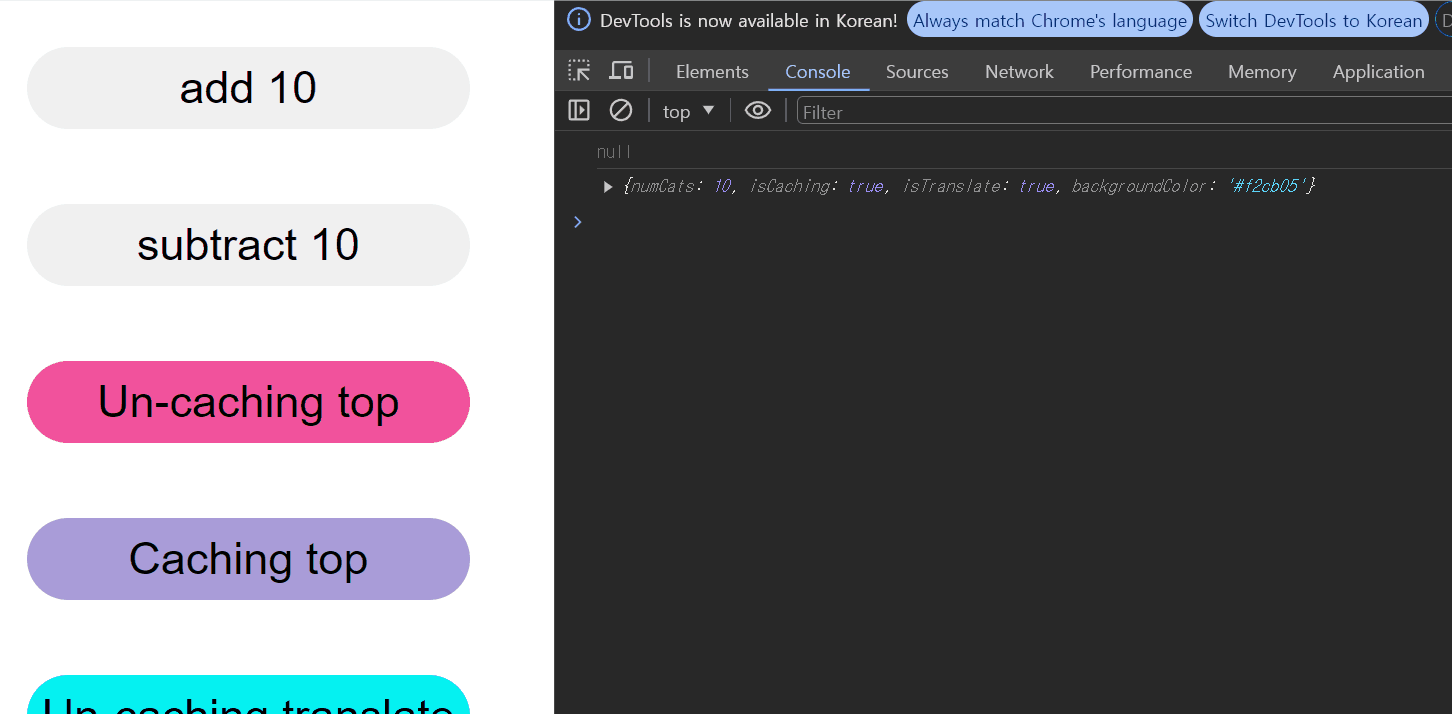 add 10
subtract 10
Un-caching top
Caching top
Un-caching translate
DevTools is now available in Korean! Always match Chrome's language Switch DevTools to Korean D
Elements Console Sources Network Performance Memory Application
top ▼ Filter
null
▶ {numCats: 10, isCaching: true, isTranslate: true, backgroundColor: '#f2cb05'}
>